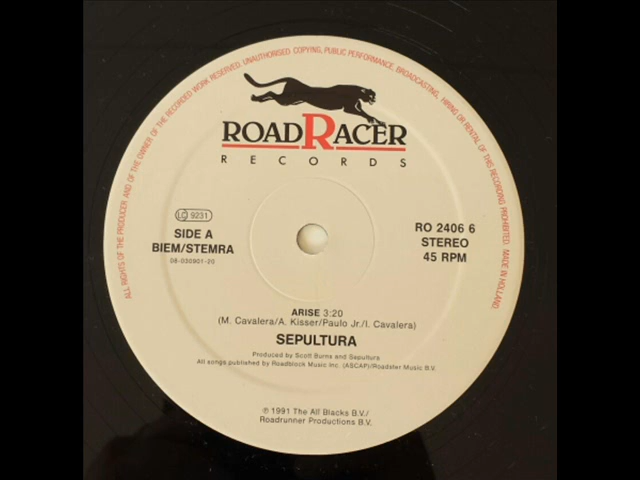 ALL RIGHTS OF THE PRODUCER AND OF THE OWNER OF THE RECORDED WORK RESERVED. UNAUTHORISED COPYING, PUBLIC PERFORMANCE, BROADCASTING, HIRING OR RENTAL OF THIS RECORDING PROHIBITED. MADE IN HOLLAND.
ROADRACER
RECORDS
LC 9231
SIDE A
BIEM/STEMRA
08-030901-20
RO 2406 6
STEREO
45 RPM
ARISE 3:20
(M. Cavalera/A. Kisser/Paulo Jr./I. Cavalera)
SEPULTURA
Produced by Scott Burns and Sepultura
All songs published by Roadblock Music Inc. (ASCAP)/Roadster Music B.V.
℗ 1991 The All Blacks B.V./
Roadrunner Productions B.V.